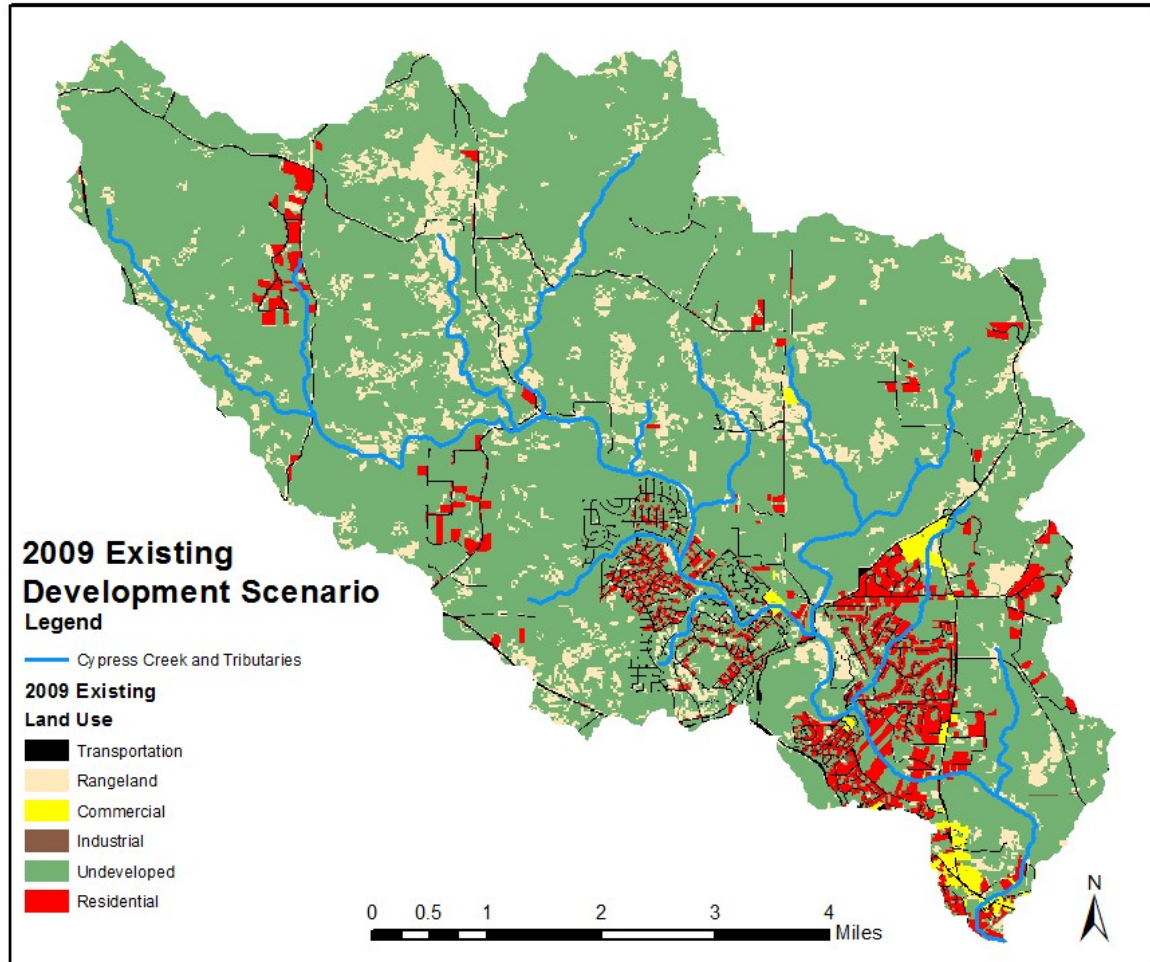 2009 Existing
Development Scenario
Legend
Cypress Creek and Tributaries
2009 Existing
Land Use
Transportation
Rangeland
Commercial
Industrial
Undeveloped
Residential
0 0.5 1 2 3 4
Miles
N